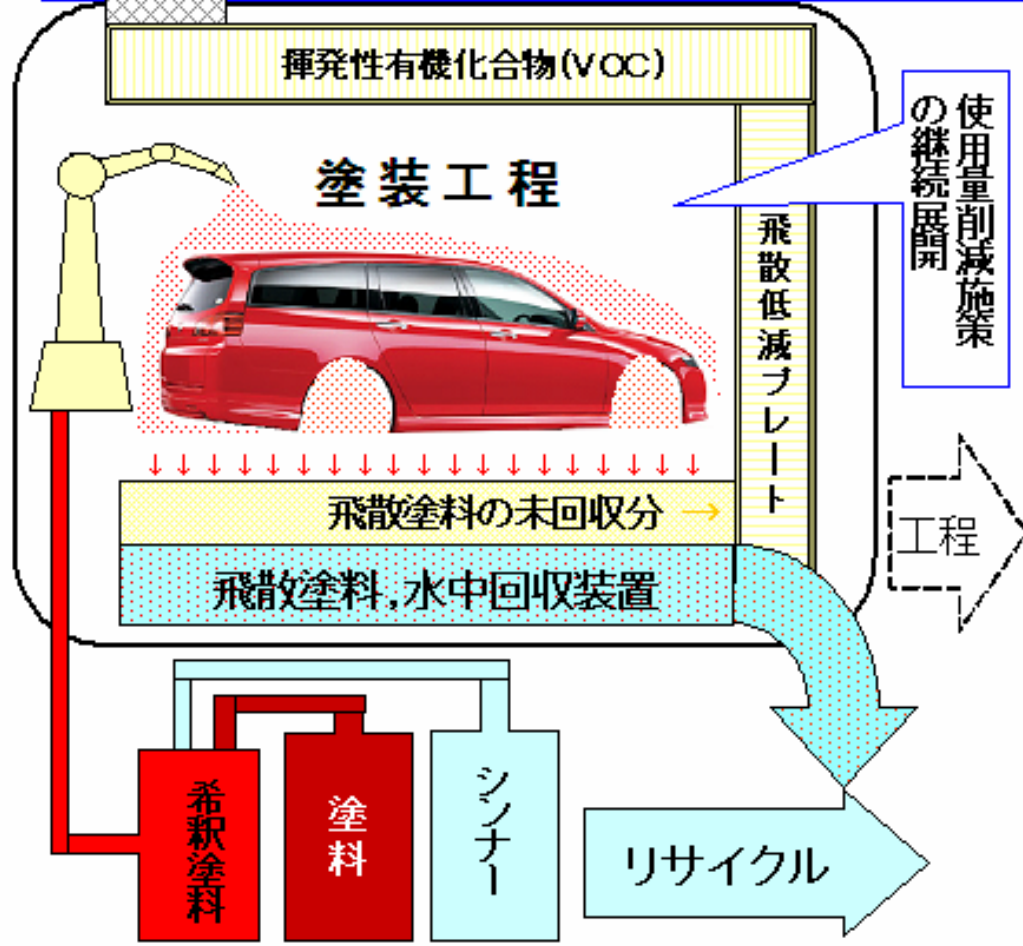 揮発性有機化合物(VOC)
塗装工程
使用量削減施策
の継続展開
飛散低減プレート
飛散塗料の未回収分 →
飛散塗料,水中回収装置
工程
希釈塗料
塗料
シンナー
リサイクル